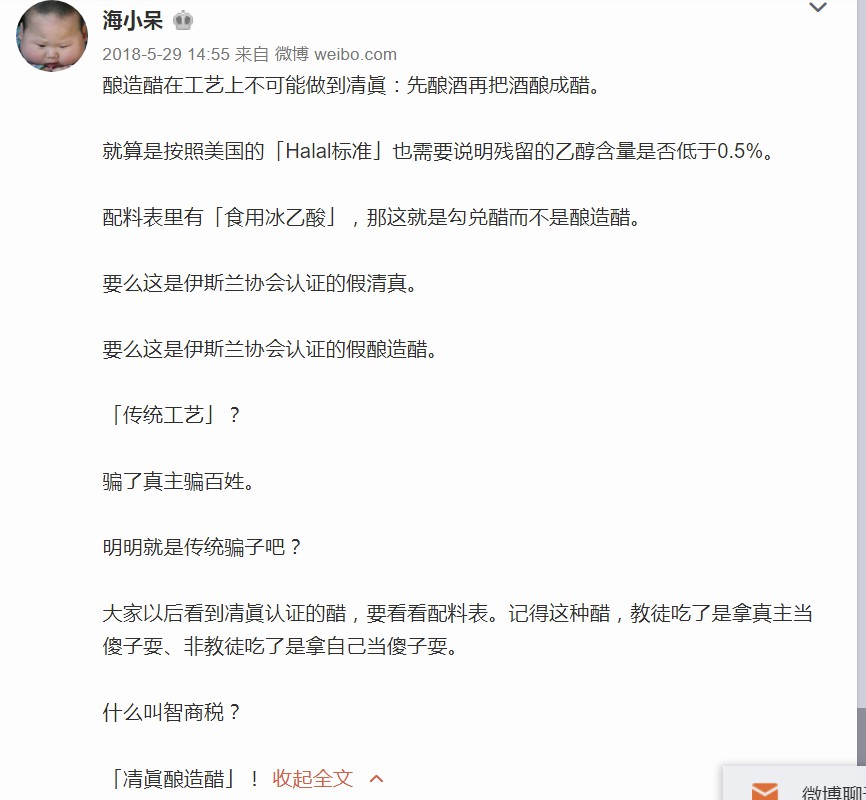 海小呆
2018-5-29 14:55 来自 微博 weibo.com
酿造醋在工艺上不可能做到凊眞：先酿酒再把酒酿成醋。
就算是按照美国的「Halal标准」也需要说明残留的乙醇含量是否低于0.5%。
配料表里有「食用冰乙酸」，那这就是勾兑醋而不是酿造醋。
要么这是伊斯兰协会认证的假清真。
要么这是伊斯兰协会认证的假酿造醋。
「传统工艺」？
骗了真主骗百姓。
明明就是传统骗子吧？
大家以后看到凊眞认证的醋，要看看配料表。记得这种醋，教徒吃了是拿真主当
傻子耍、非教徒吃了是拿自己当傻子耍。
什么叫智商税？
「凊眞酿造醋」！ 收起全文
微博聊